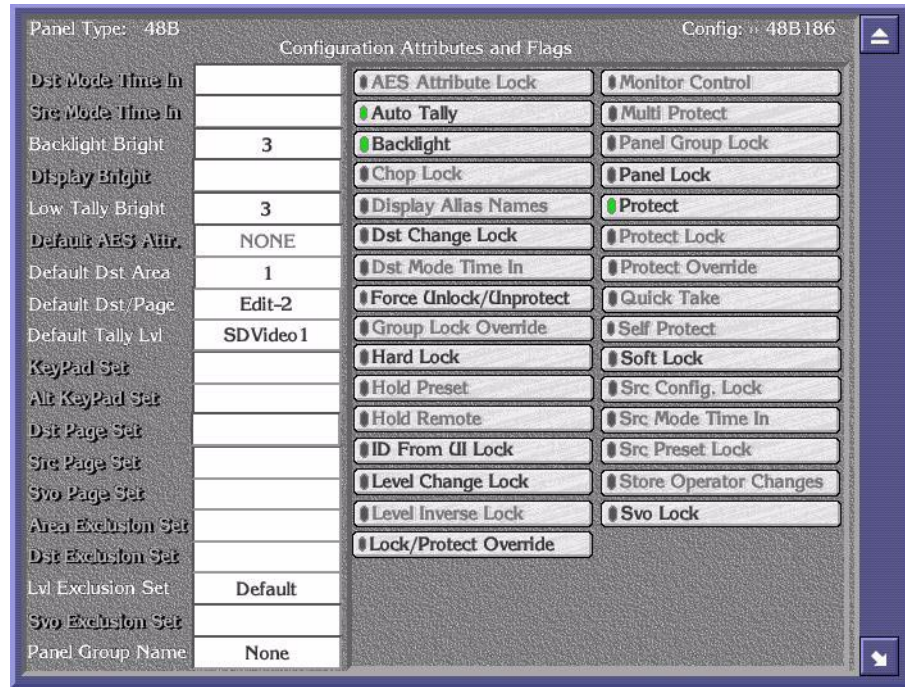 Panel Type: 48B
Config: » 48B186
Configuration Attributes and Flags
Dst Mode Time In
Src Mode Time In
Backlight Bright 3
Display Bright
Low Tally Bright 3
Default AES Attr. NONE
Default Dst Area 1
Default Dst/Page Edit-2
Default Tally Lvl SDVideo1
KeyPad Set
Alt KeyPad Set
Dst Page Set
Src Page Set
Svo Page Set
Area Exclusion Set
Dst Exclusion Set
Lvl Exclusion Set Default
Svo Exclusion Set
Panel Group Name None
AES Attribute Lock
Auto Tally
Backlight
Chop Lock
Display Alias Names
Dst Change Lock
Dst Mode Time In
Force Unlock/Unprotect
Group Lock Override
Hard Lock
Hold Preset
Hold Remote
ID From UI Lock
Level Change Lock
Level Inverse Lock
Lock/Protect Override
Monitor Control
Multi Protect
Panel Group Lock
Panel Lock
Protect
Protect Lock
Protect Override
Quick Take
Self Protect
Soft Lock
Src Config. Lock
Src Mode Time In
Src Preset Lock
Store Operator Changes
Svo Lock